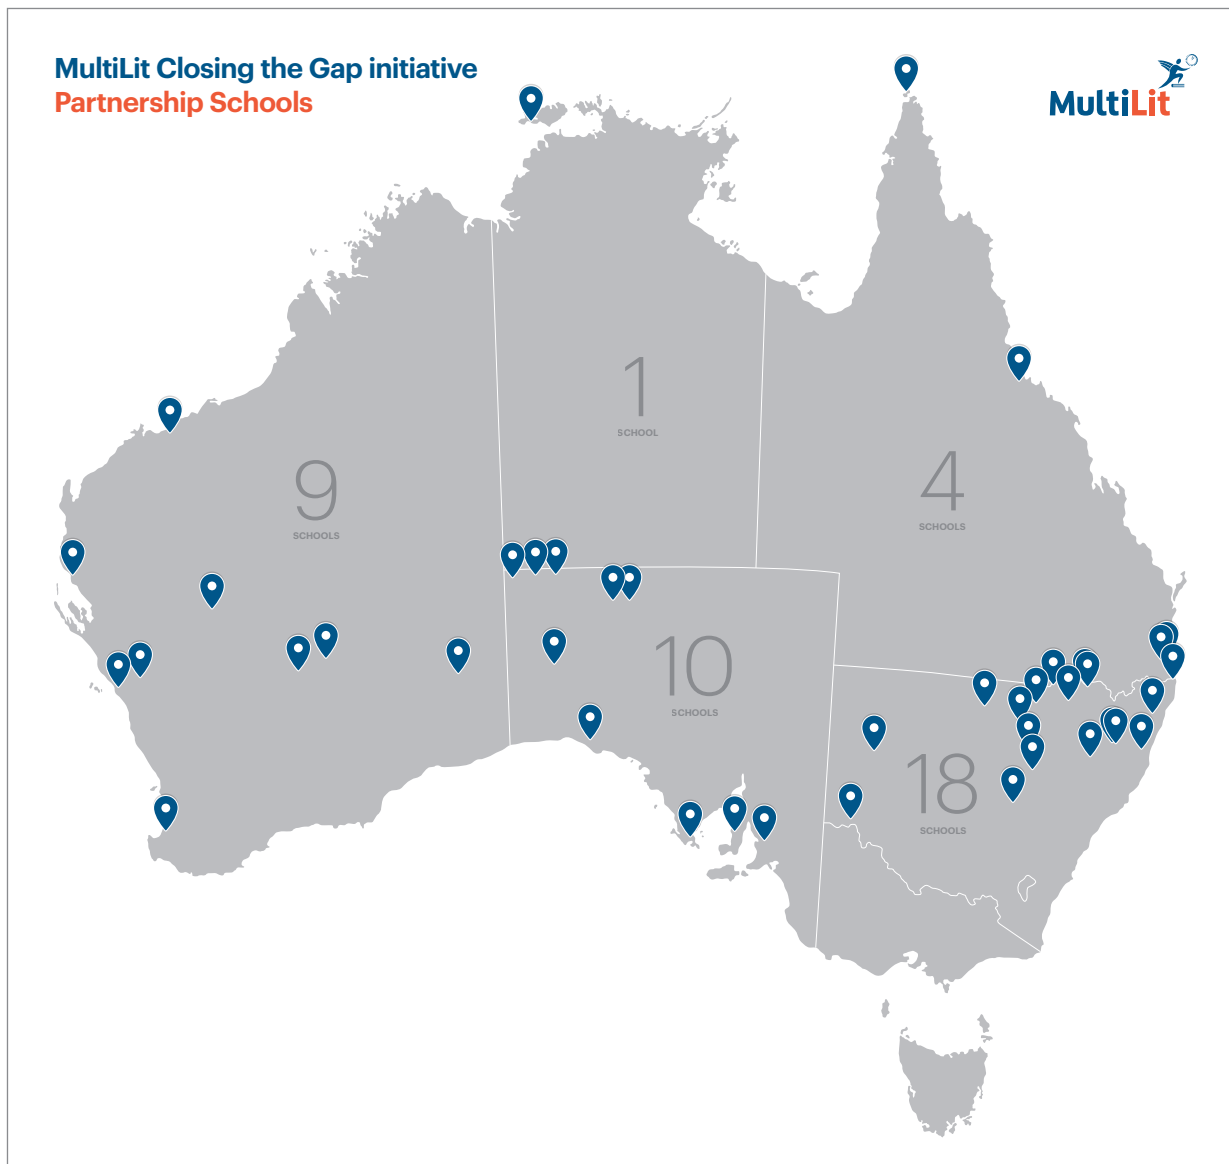 MultiLit Closing the Gap initiative
Partnership Schools
MultiLit
1
SCHOOL
4
SCHOOLS
9
SCHOOLS
10
SCHOOLS
18
SCHOOLS